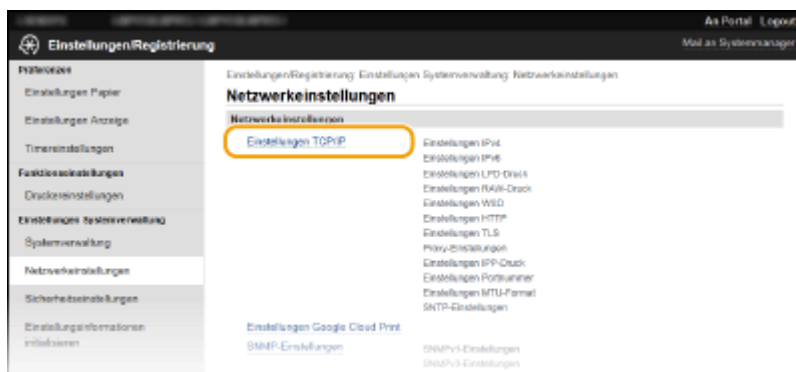 An Portal Logout
Einstellungen/Registrierung
Mail an Systemmanager
Präferenzen
Einstellungen Papier
Einstellungen Anzeige
Timereinstellungen
Funktionseinstellungen
Druckereinstellungen
Einstellungen Systemverwaltung
Systemverwaltung
Netzwerkeinstellungen
Sicherheitseinstellungen
Einstellungsinformationen
initialisieren
Einstellungen/Registrierung: Einstellungen Systemverwaltung: Netzwerkeinstellungen
Netzwerkeinstellungen
Netzwerkeinstellungen
Einstellungen TCP/IP
Einstellungen IPv4
Einstellungen IPv6
Einstellungen LPD-Druck
Einstellungen RAW-Druck
Einstellungen WSD
Einstellungen HTTP
Einstellungen TLS
Proxy-Einstellungen
Einstellungen IPP-Druck
Einstellungen Portnummer
Einstellungen MTU-Format
SNTP-Einstellungen
Einstellungen Google Cloud Print
SNMP-Einstellungen
SNMPv1-Einstellungen
SNMPv3-Einstellungen